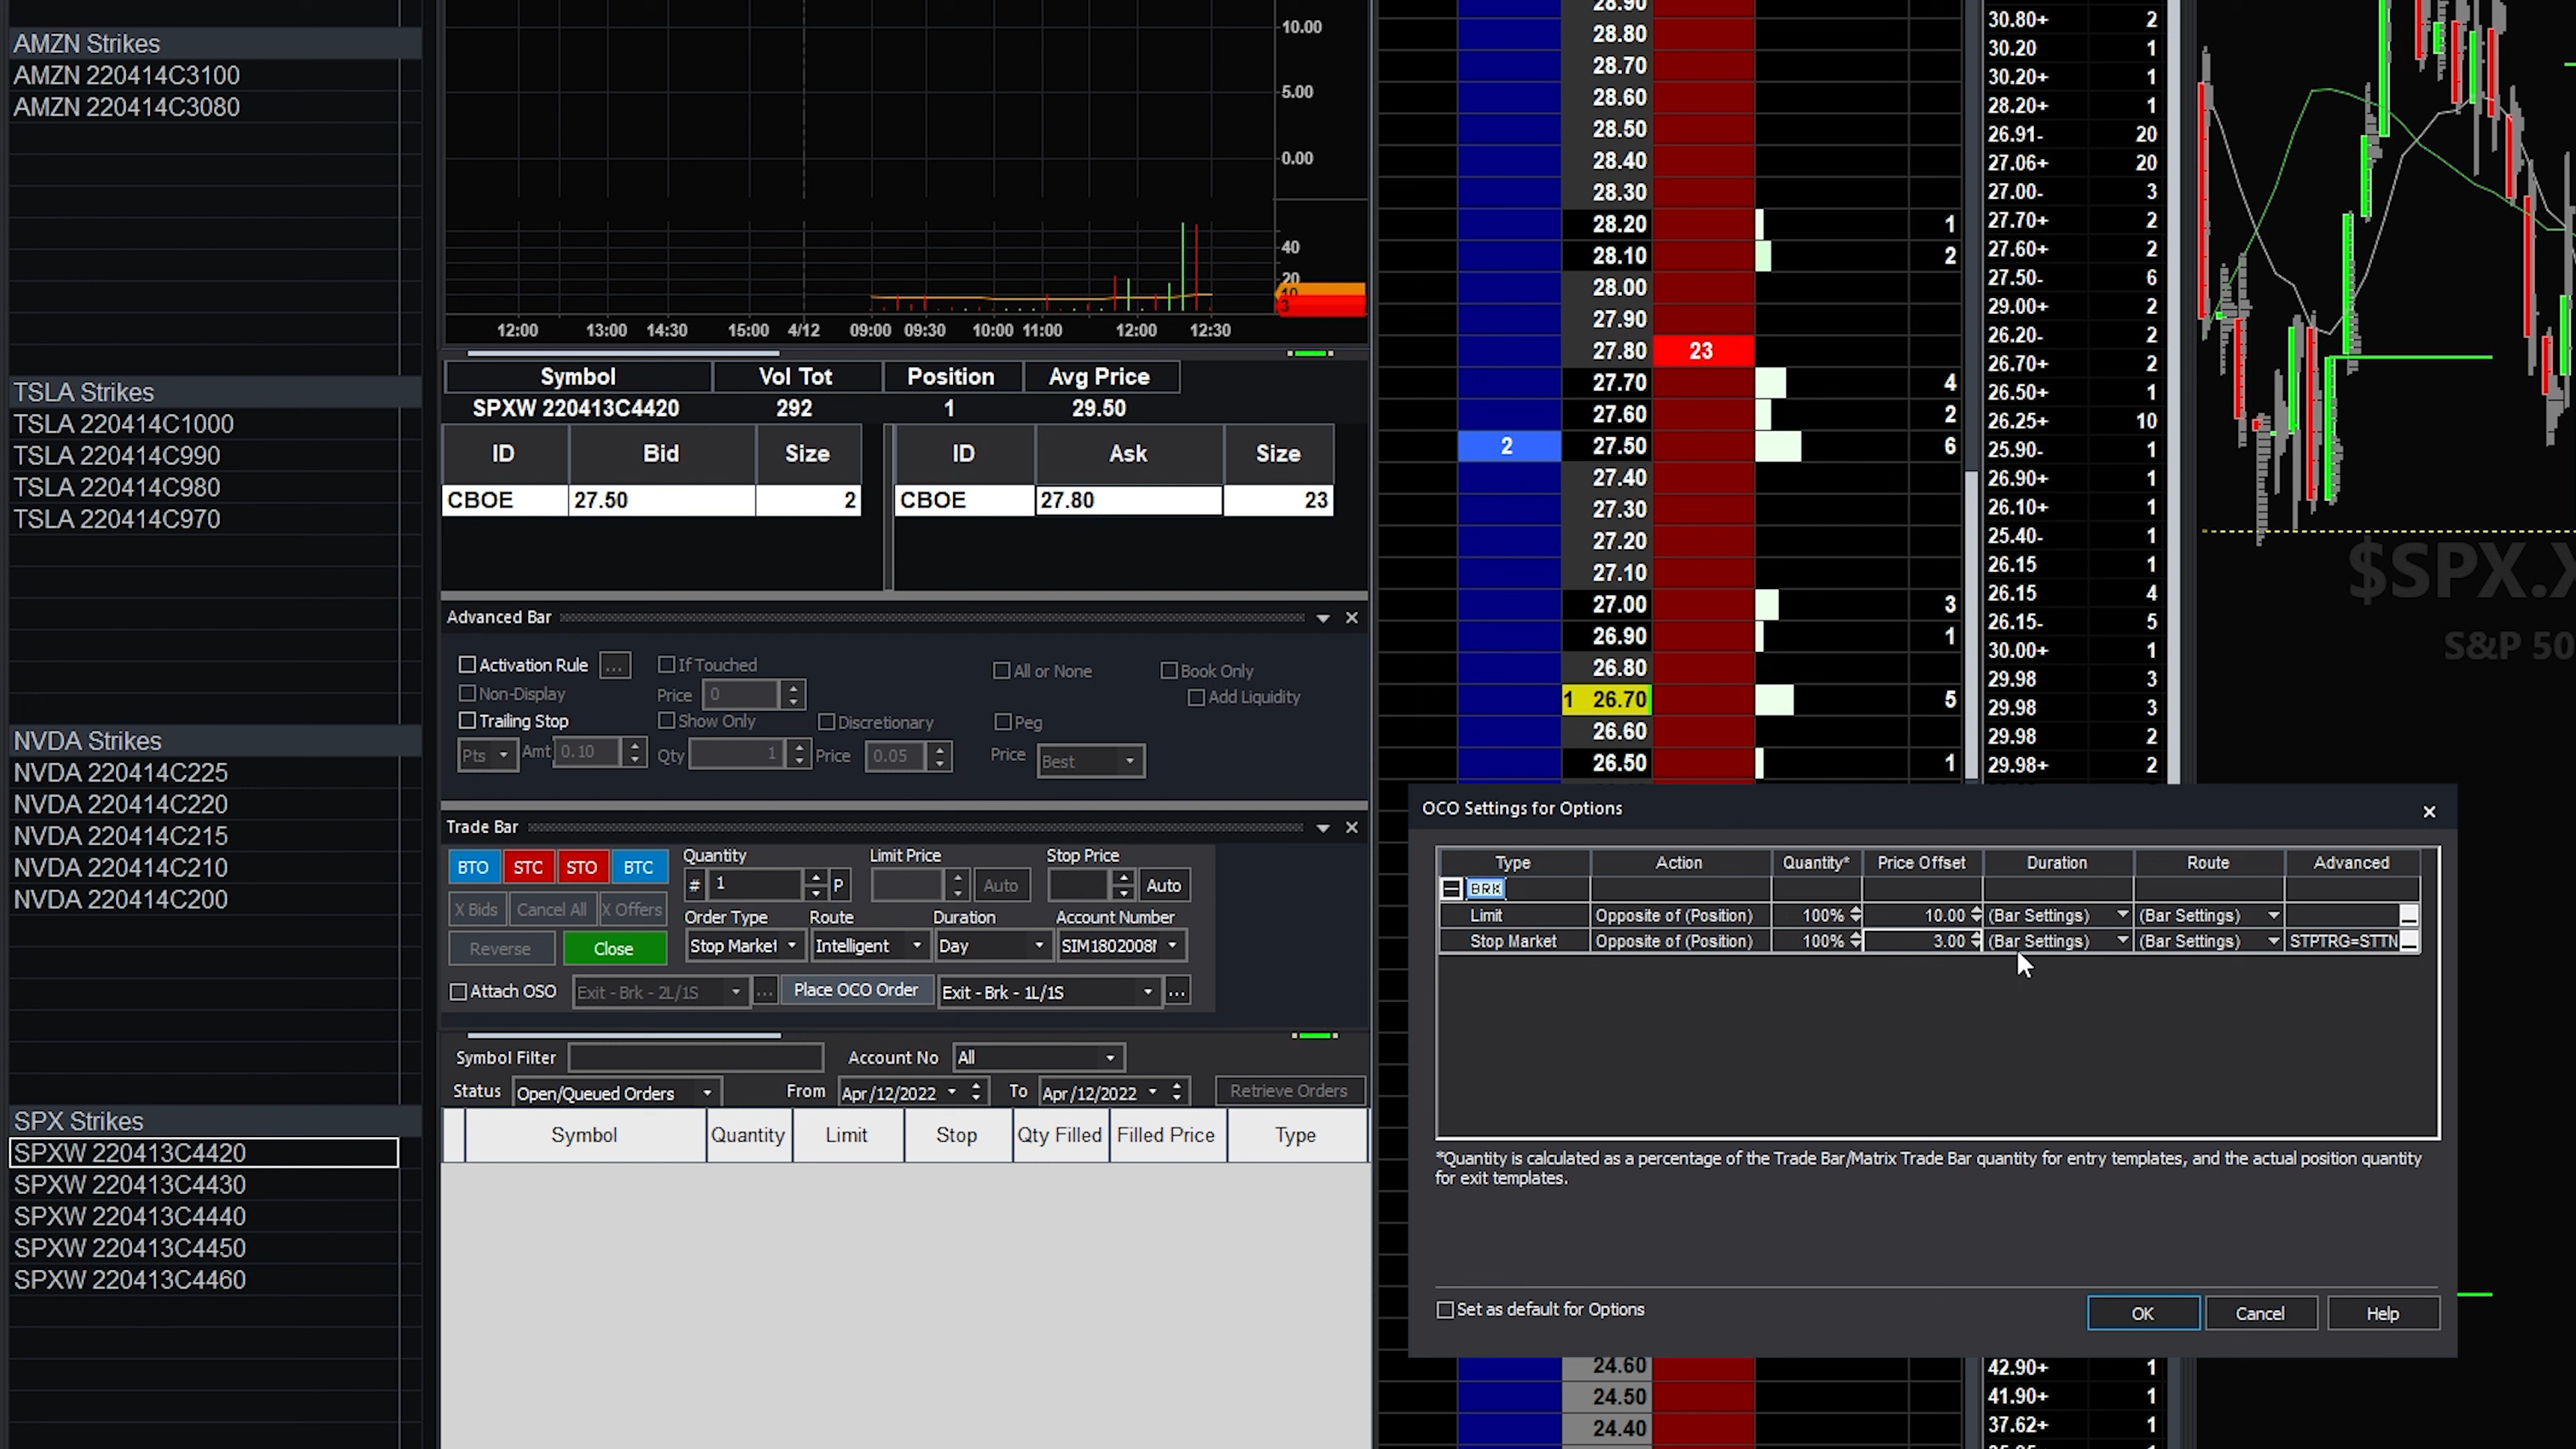 AMZN Strikes
AMZN 220414C3100
AMZN 220414C3080
TSLA Strikes
TSLA 220414C1000
TSLA 220414C990
TSLA 220414C980
TSLA 220414C970
NVDA Strikes
NVDA 220414C225
NVDA 220414C220
NVDA 220414C215
NVDA 220414C210
NVDA 220414C200
SPX Strikes
SPXW 220413C4420
SPXW 220413C4430
SPXW 220413C4440
SPXW 220413C4450
SPXW 220413C4460
10.00
5.00
0.00
40
20
10
3
12:00 13:00 14:30 15:00 4/12 09:00 09:30 10:00 11:00 12:00 12:30
Symbol Vol Tot Position Avg Price
SPXW 220413C4420 292 1 29.50
ID Bid Size ID Ask Size
CBOE 27.50 2 CBOE 27.80 23
Advanced Bar
Activation Rule ... If Touched All or None Book Only
Non-Display Price 0 Add Liquidity
Trailing Stop Show Only Discretionary Peg
Pts Amt 0.10 Qty 1 Price 0.05 Price Best
Trade Bar
Quantity Limit Price Stop Price
BTO STC STO BTC # 1 P Auto Auto
X Bids Cancel All X Offers Order Type Route Duration Account Number
Reverse Close Stop Market Intelligent Day SIM1802008
Attach OSO Exit - Brk - 2L/1S ... Place OCO Order Exit - Brk - 1L/1S ...
Symbol Filter Account No All
Status Open/Queued Orders From Apr/12/2022 To Apr/12/2022 Retrieve Orders
Symbol Quantity Limit Stop Qty Filled Filled Price Type
28.90
28.80
28.70
28.60
28.50
28.40
28.30
28.20 1
28.10 2
28.00
27.90
27.80 23
27.70 4
27.60 2
2 27.50 6
27.40
27.30
27.20
27.10
27.00 3
26.90 1
26.80
1 26.70 5
26.60
26.50 1
30.80+ 2
30.20 1
30.20+ 1
28.20+ 1
26.91- 20
27.06+ 20
27.00- 3
27.70+ 2
27.60+ 2
27.50- 6
29.00+ 2
26.20- 2
26.70+ 2
26.50+ 1
26.25+ 10
25.90- 1
26.90+ 1
26.10+ 1
25.40- 1
26.15 1
26.15 4
26.15- 5
30.00+ 1
29.98 3
29.98 3
29.98 2
29.98+ 2
$SPX.X
S&P 50
OCO Settings for Options
Type Action Quantity* Price Offset Duration Route Advanced
BRK
Limit Opposite of (Position) 100% 10.00 (Bar Settings) (Bar Settings)
Stop Market Opposite of (Position) 100% 3.00 (Bar Settings) (Bar Settings) STPTRG=STTN
*Quantity is calculated as a percentage of the Trade Bar/Matrix Trade Bar quantity for entry templates, and the actual position quantity
for exit templates.
Set as default for Options OK Cancel Help
24.60
24.50
24.40
42.90+ 1
41.90+ 1
37.62+ 1